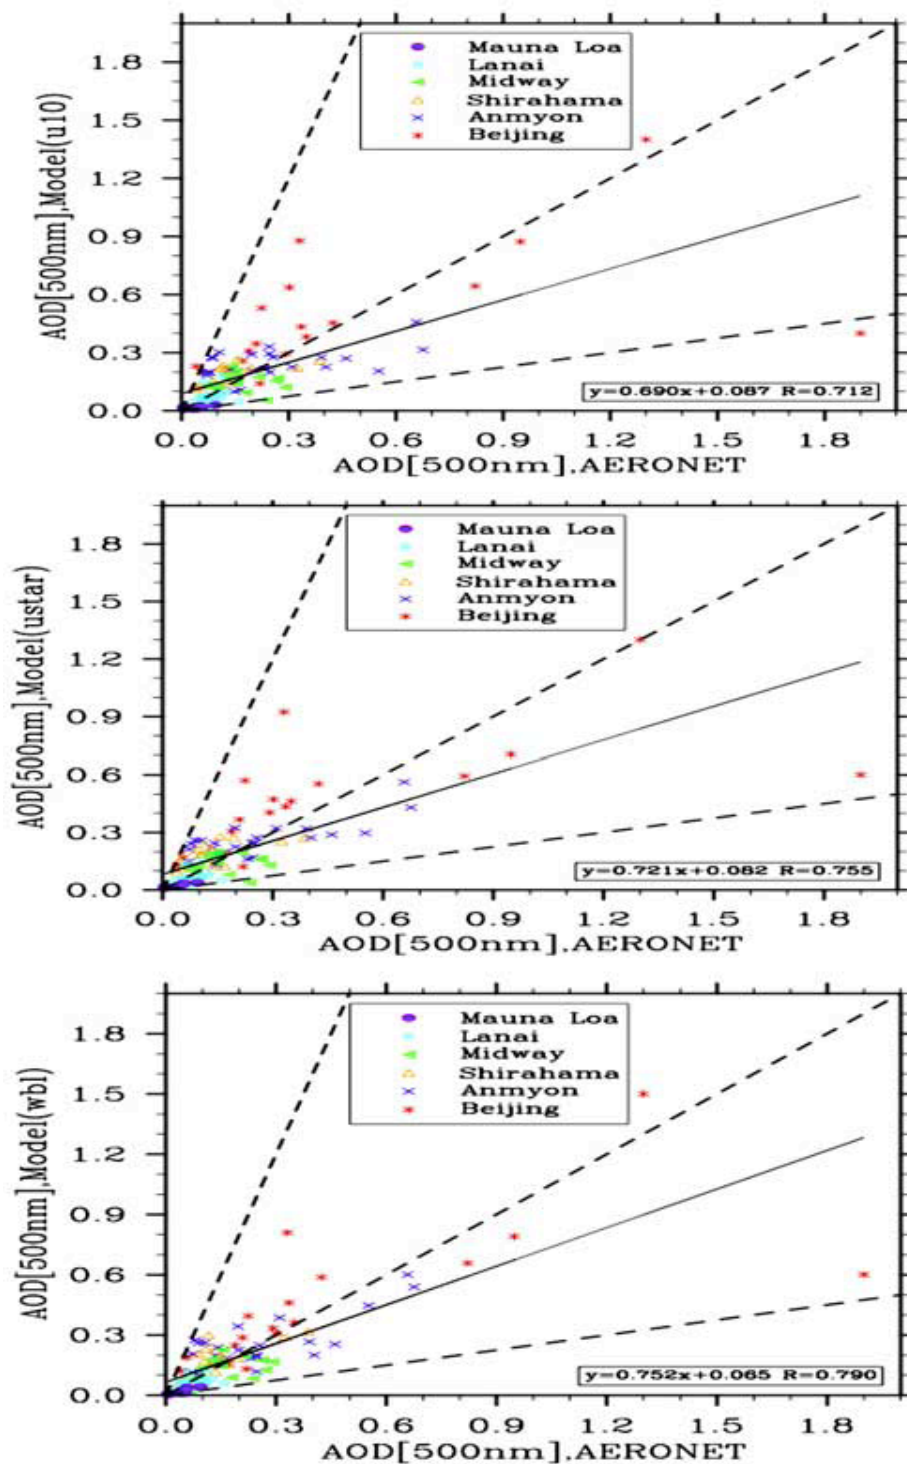 1.8
1.5
1.2
0.9
0.6
0.3
0.0
AOD[500nm],Model(u10)
Mauna Loa
Lanai
Midway
Shirahama
Anmyon
Beijing
y=0.690x+0.087 R=0.712
0.0 0.3 0.6 0.9 1.2 1.5 1.8
AOD[500nm],AERONET
1.8
1.5
1.2
0.9
0.6
0.3
0.0
AOD[500nm],Model(ustar)
Mauna Loa
Lanai
Midway
Shirahama
Anmyon
Beijing
y=0.721x+0.082 R=0.755
0.0 0.3 0.6 0.9 1.2 1.5 1.8
AOD[500nm],AERONET
1.8
1.5
1.2
0.9
0.6
0.3
0.0
AOD[500nm],Model(wbl)
Mauna Loa
Lanai
Midway
Shirahama
Anmyon
Beijing
y=0.752x+0.065 R=0.790
0.0 0.3 0.6 0.9 1.2 1.5 1.8
AOD[500nm],AERONET